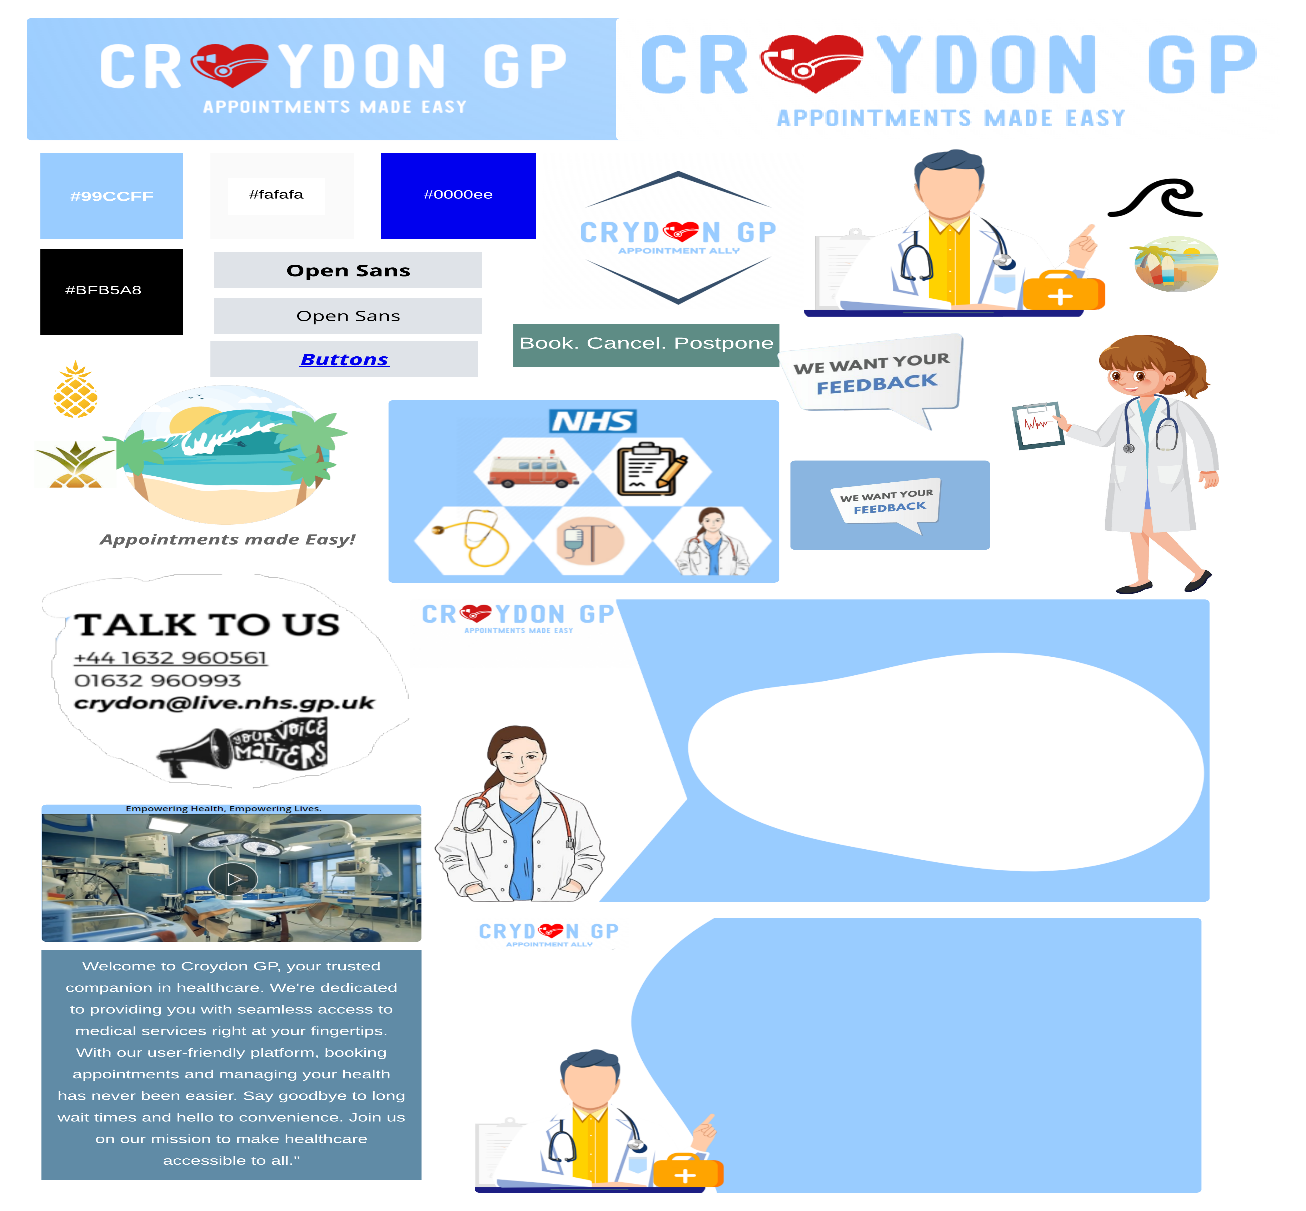 CROYDON GP
APPOINTMENTS MADE EASY
CROYDON GP
APPOINTMENTS MADE EASY
#99CCFF
#fafafa
#0000ee
CRYDON GP
APPOINTMENT ALLY
#BFB5A8
Open Sans
Open Sans
Buttons
Book. Cancel. Postpone
WE WANT YOUR
FEEDBACK
NHS
WE WANT YOUR
FEEDBACK
Appointments made Easy!
TALK TO US
+44 1632 960561
01632 960993
crydon@live.nhs.gp.uk
YOUR VOICE
MATTERS
CROYDON GP
APPOINTMENTS MADE EASY
Empowering Health, Empowering Lives.
CRYDON GP
APPOINTMENT ALLY
Welcome to Croydon GP, your trusted
companion in healthcare. We're dedicated
to providing you with seamless access to
medical services right at your fingertips.
With our user-friendly platform, booking
appointments and managing your health
has never been easier. Say goodbye to long
wait times and hello to convenience. Join us
on our mission to make healthcare
accessible to all."